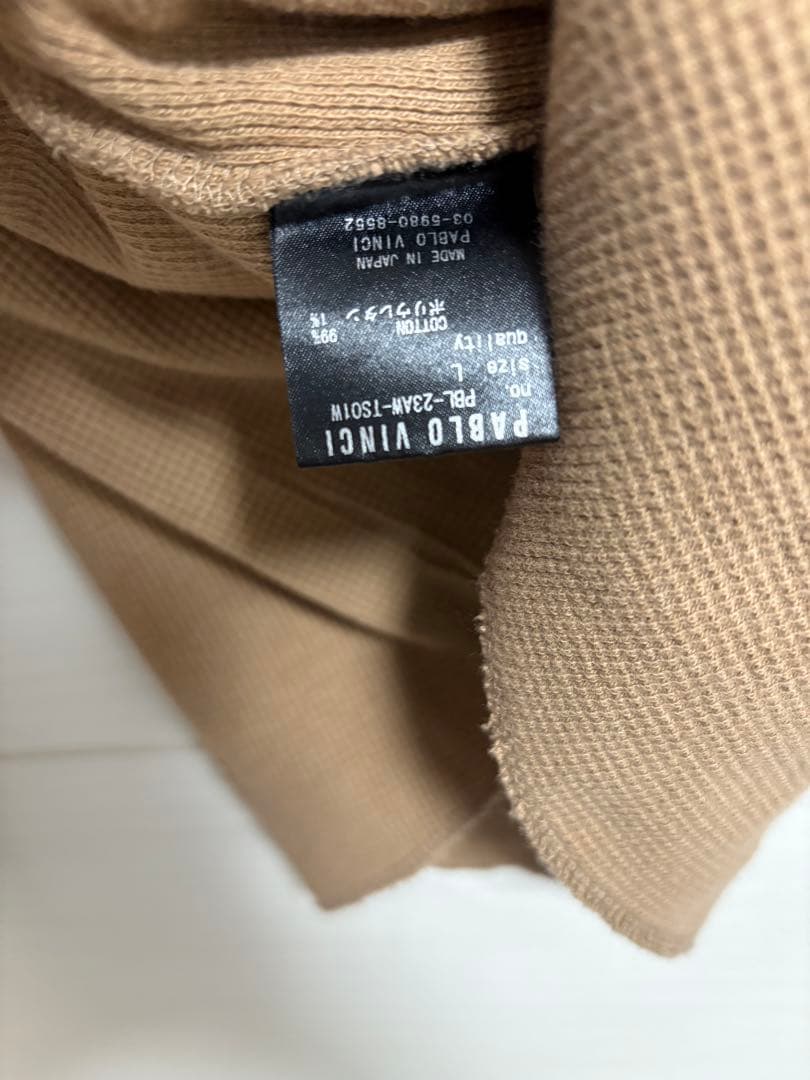 PABLO VINCI
no. PBL-23AW-TS01W
size L
quality
COTTON 99%
ポリウレタン 1%
MADE IN JAPAN
PABLO VINCI
03-5980-8552